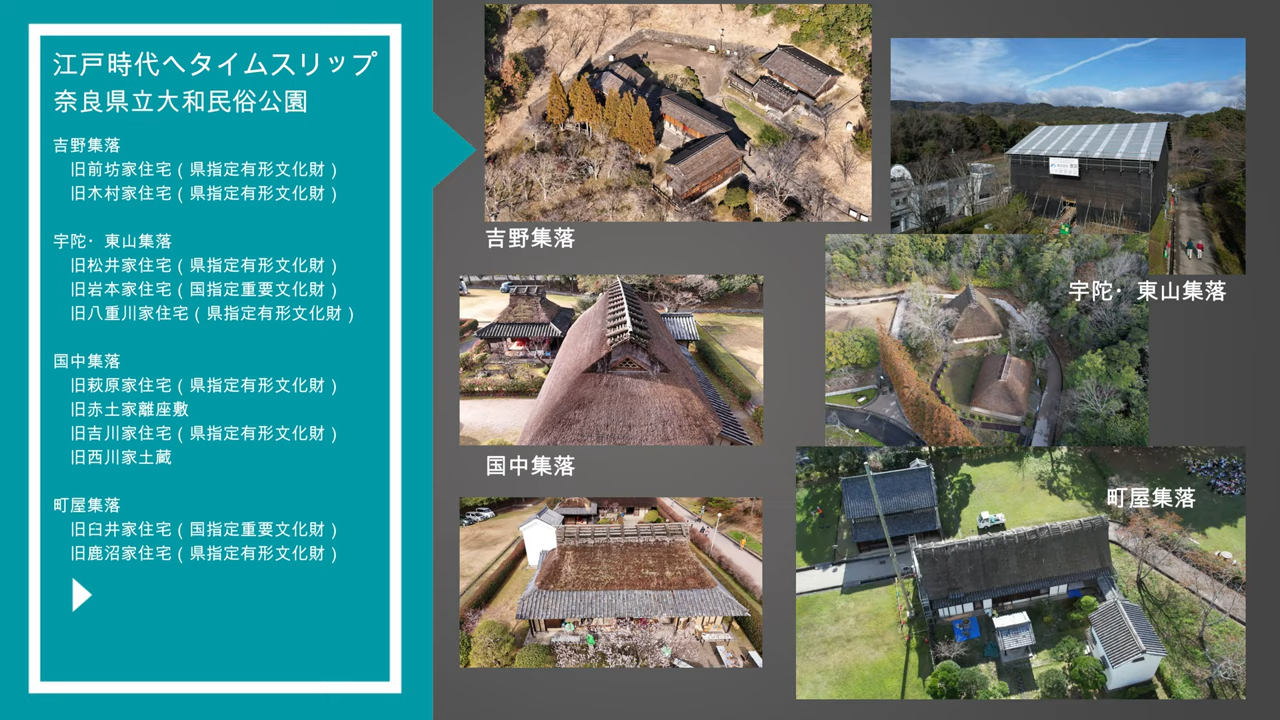 江戸時代へタイムスリップ
奈良県立大和民俗公園
吉野集落
旧前坊家住宅（県指定有形文化財）
旧木村家住宅（県指定有形文化財）
宇陀・東山集落
旧松井家住宅（県指定有形文化財）
旧岩本家住宅（国指定重要文化財）
旧八重川家住宅（県指定有形文化財）
国中集落
旧萩原家住宅（県指定有形文化財）
旧赤土家離座敷
旧吉川家住宅（県指定有形文化財）
旧西川家土蔵
町屋集落
旧臼井家住宅（国指定重要文化財）
旧鹿沼家住宅（県指定有形文化財）
吉野集落
宇陀・東山集落
国中集落
町屋集落